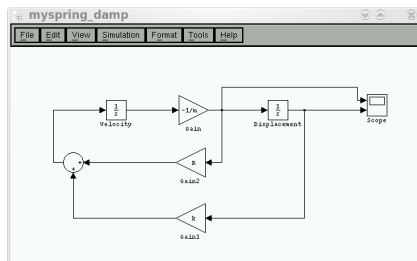 myspring_damp
File Edit View Simulation Format Tools Help
1/s
Velocity
-1/m
Gain
1/s
Displacement
Scope
R
Gain2
k
Gain1